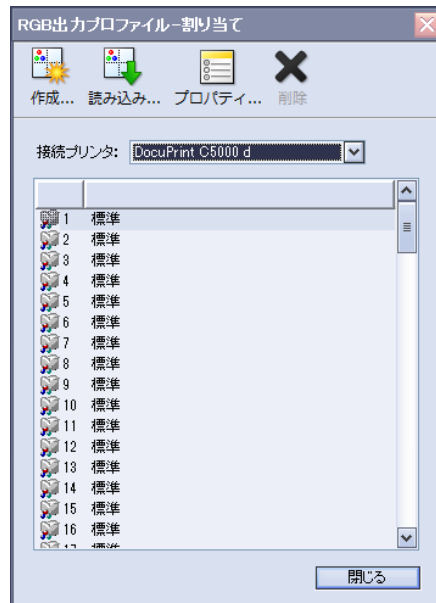 RGB出力プロファイル-割り当て
作成... 読み込み... プロパティ... 削除
接続プリンタ: DocuPrint C5000 d
1 標準
2 標準
3 標準
4 標準
5 標準
6 標準
7 標準
8 標準
9 標準
10 標準
11 標準
12 標準
13 標準
14 標準
15 標準
16 標準
17 標準
閉じる